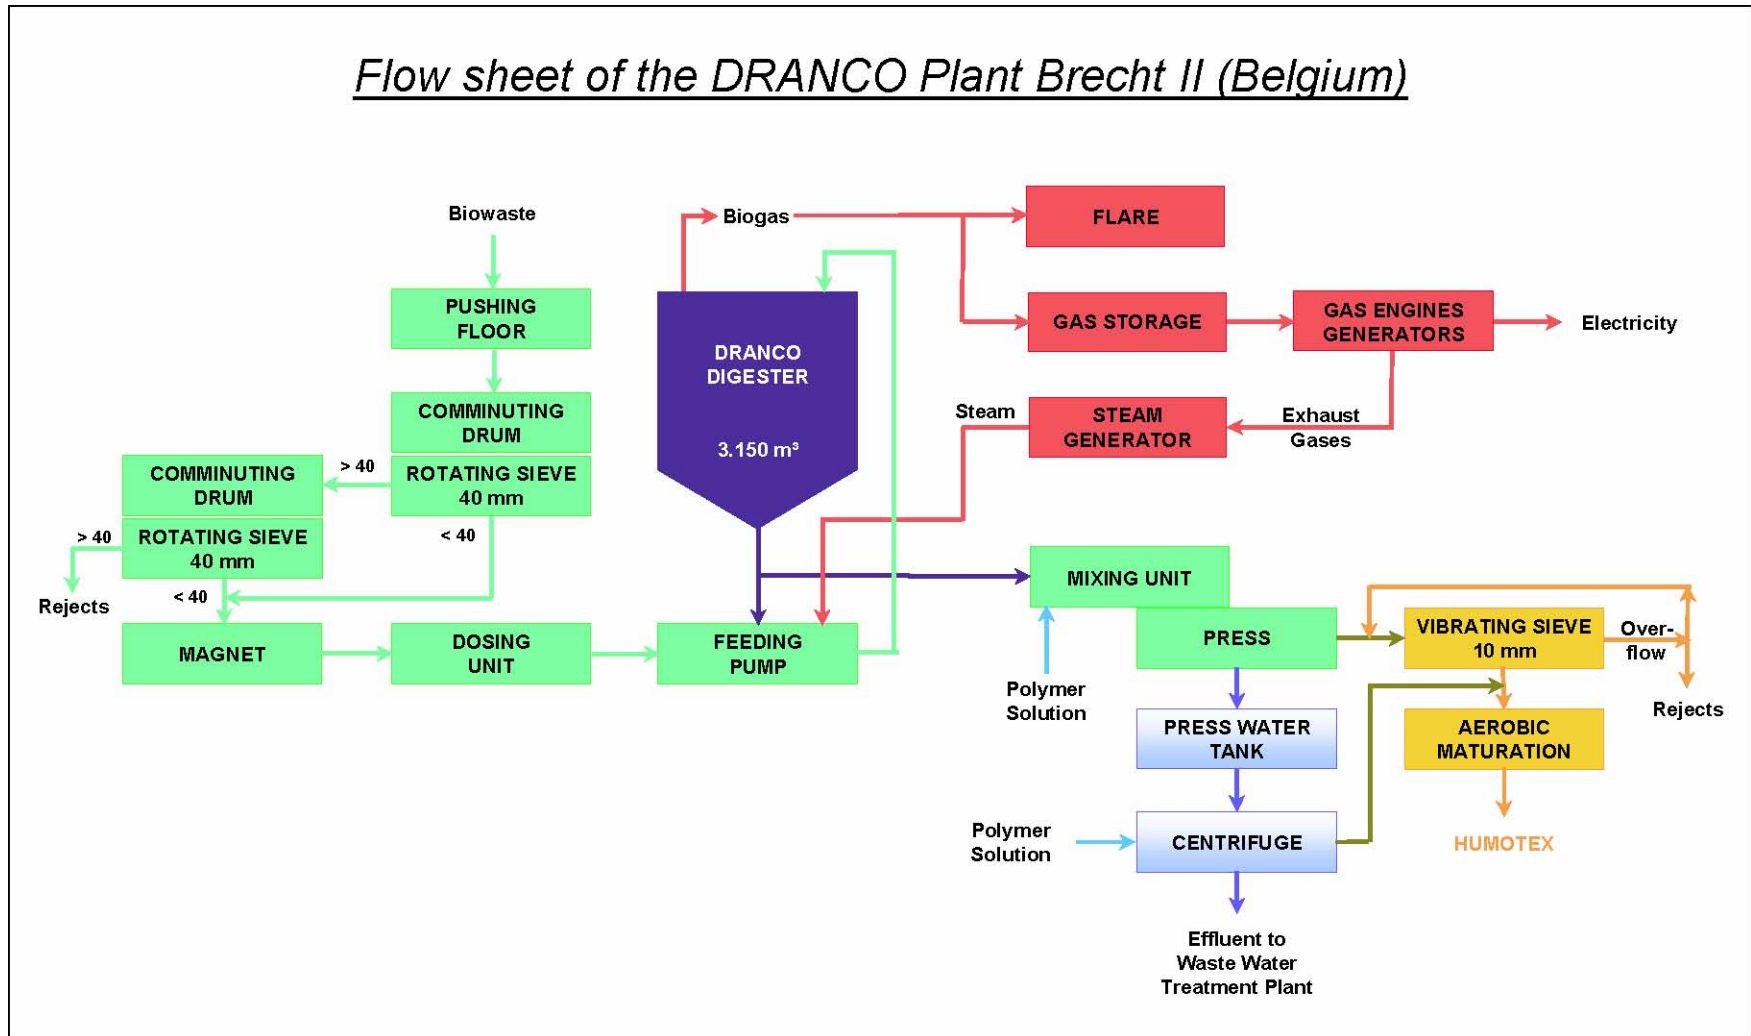 Flow sheet of the DRANCO Plant Brecht II (Belgium)
Biowaste
PUSHING
FLOOR
COMMINUTING
DRUM
ROTATING SIEVE
40 mm
> 40
< 40
COMMINUTING
DRUM
ROTATING SIEVE
40 mm
> 40
Rejects
< 40
MAGNET
DOSING
UNIT
FEEDING
PUMP
DRANCO
DIGESTER
3.150 m³
Biogas
FLARE
GAS STORAGE
GAS ENGINES
GENERATORS
Electricity
Exhaust
Gases
STEAM
GENERATOR
Steam
MIXING UNIT
Polymer
Solution
PRESS
PRESS WATER
TANK
Polymer
Solution
CENTRIFUGE
Effluent to
Waste Water
Treatment Plant
VIBRATING SIEVE
10 mm
Over-
flow
Rejects
AEROBIC
MATURATION
HUMOTEX